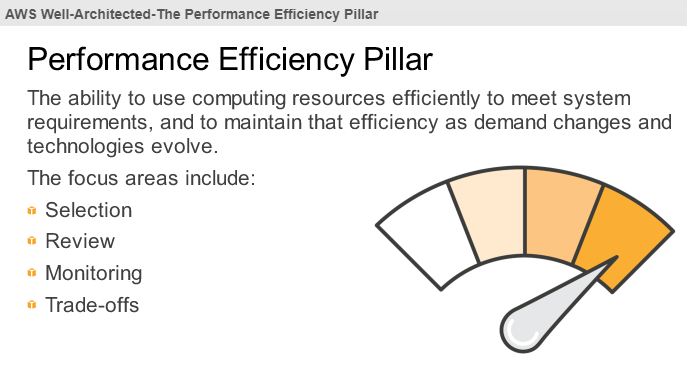 AWS Well-Architected-The Performance Efficiency Pillar
Performance Efficiency Pillar
The ability to use computing resources efficiently to meet system
requirements, and to maintain that efficiency as demand changes and
technologies evolve.
The focus areas include:
Selection
Review
Monitoring
Trade-offs